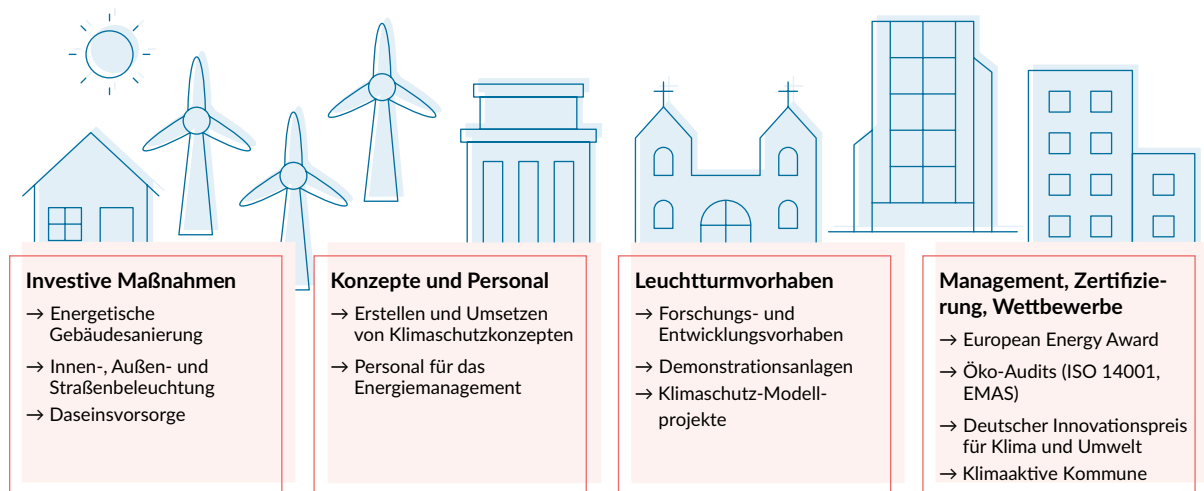 Investive Maßnahmen
→ Energetische
Gebäudesanierung
→ Innen-, Außen- und
Straßenbeleuchtung
→ Daseinsvorsorge
Konzepte und Personal
→ Erstellen und Umsetzen
von Klimaschutzkonzepten
→ Personal für das
Energiemanagement
Leuchtturmvorhaben
→ Forschungs- und
Entwicklungsvorhaben
→ Demonstrationsanlagen
→ Klimaschutz-Modell-
projekte
Management, Zertifizie-
rung, Wettbewerbe
→ European Energy Award
→ Öko-Audits (ISO 14001,
EMAS)
→ Deutscher Innovationspreis
für Klima und Umwelt
→ Klimaaktive Kommune